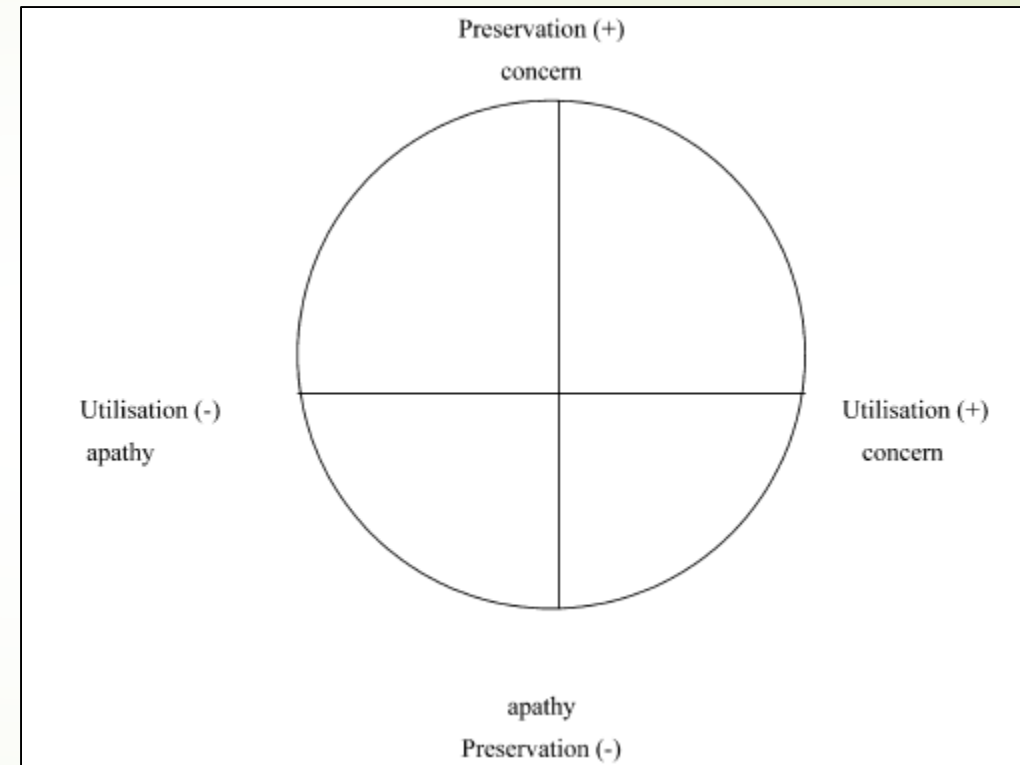 Preservation (+)
concern
Utilisation (-)
apathy
Utilisation (+)
concern
apathy
Preservation (-)